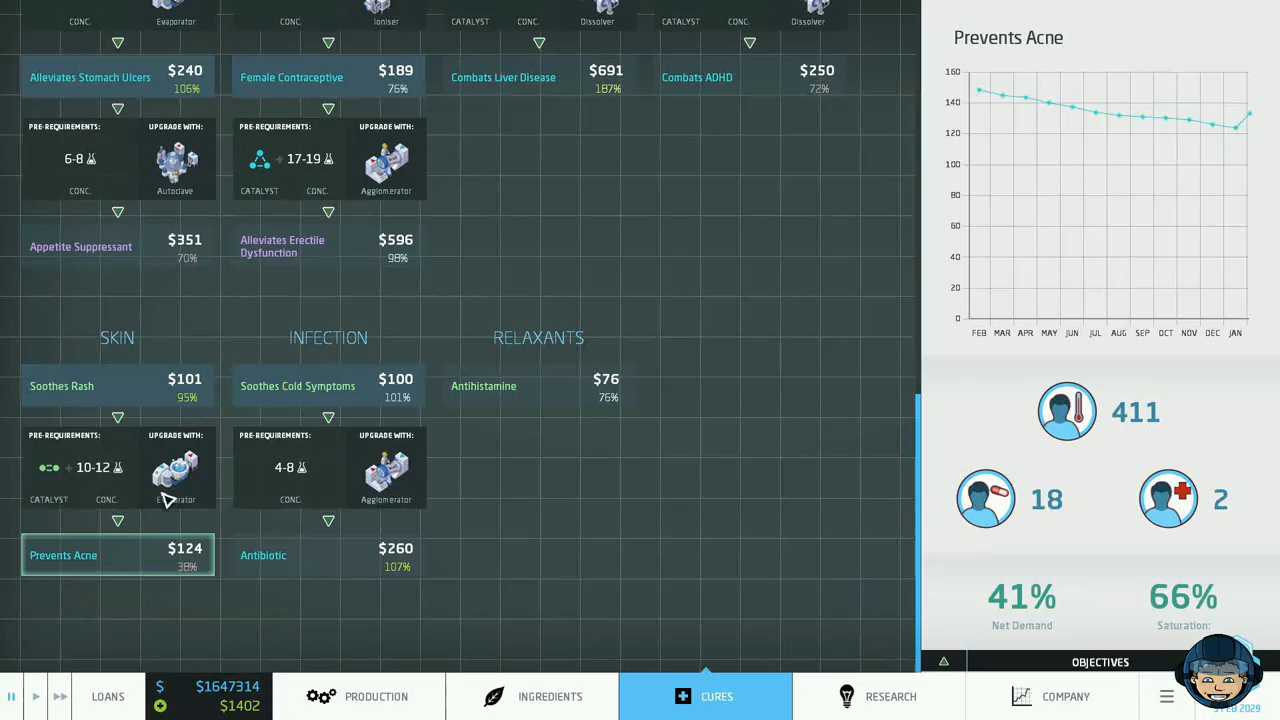 CONC.
Evaporator
CONC.
Ioniser
CATALYST
CONC.
Dissolver
CATALYST
CONC.
Dissolver
Alleviates Stomach Ulcers
$240
106%
Female Contraceptive
$189
76%
Combats Liver Disease
$691
187%
Combats ADHD
$250
72%
PRE-REQUIREMENTS:
UPGRADE WITH:
6-8
CONC.
Autoclave
PRE-REQUIREMENTS:
UPGRADE WITH:
+ 17-19
CATALYST
CONC.
Agglomerator
Appetite Suppressant
$351
70%
Alleviates Erectile
Dysfunction
$596
98%
SKIN
INFECTION
RELAXANTS
Soothes Rash
$101
95%
Soothes Cold Symptoms
$100
101%
Antihistamine
$76
76%
PRE-REQUIREMENTS:
UPGRADE WITH:
+ 10-12
CATALYST
CONC.
PRE-REQUIREMENTS:
UPGRADE WITH:
4-8
CONC.
Agglomerator
Prevents Acne
$124
38%
Antibiotic
$260
107%
Prevents Acne
160
140
120
100
80
60
40
20
0
FEB MAR APR MAY JUN JUL AUG SEP OCT NOV DEC JAN
411
18
2
41%
Net Demand
66%
Saturation:
OBJECTIVES
LOANS
$ $1647314
$1402
PRODUCTION
INGREDIENTS
CURES
RESEARCH
COMPANY
FEB 2029